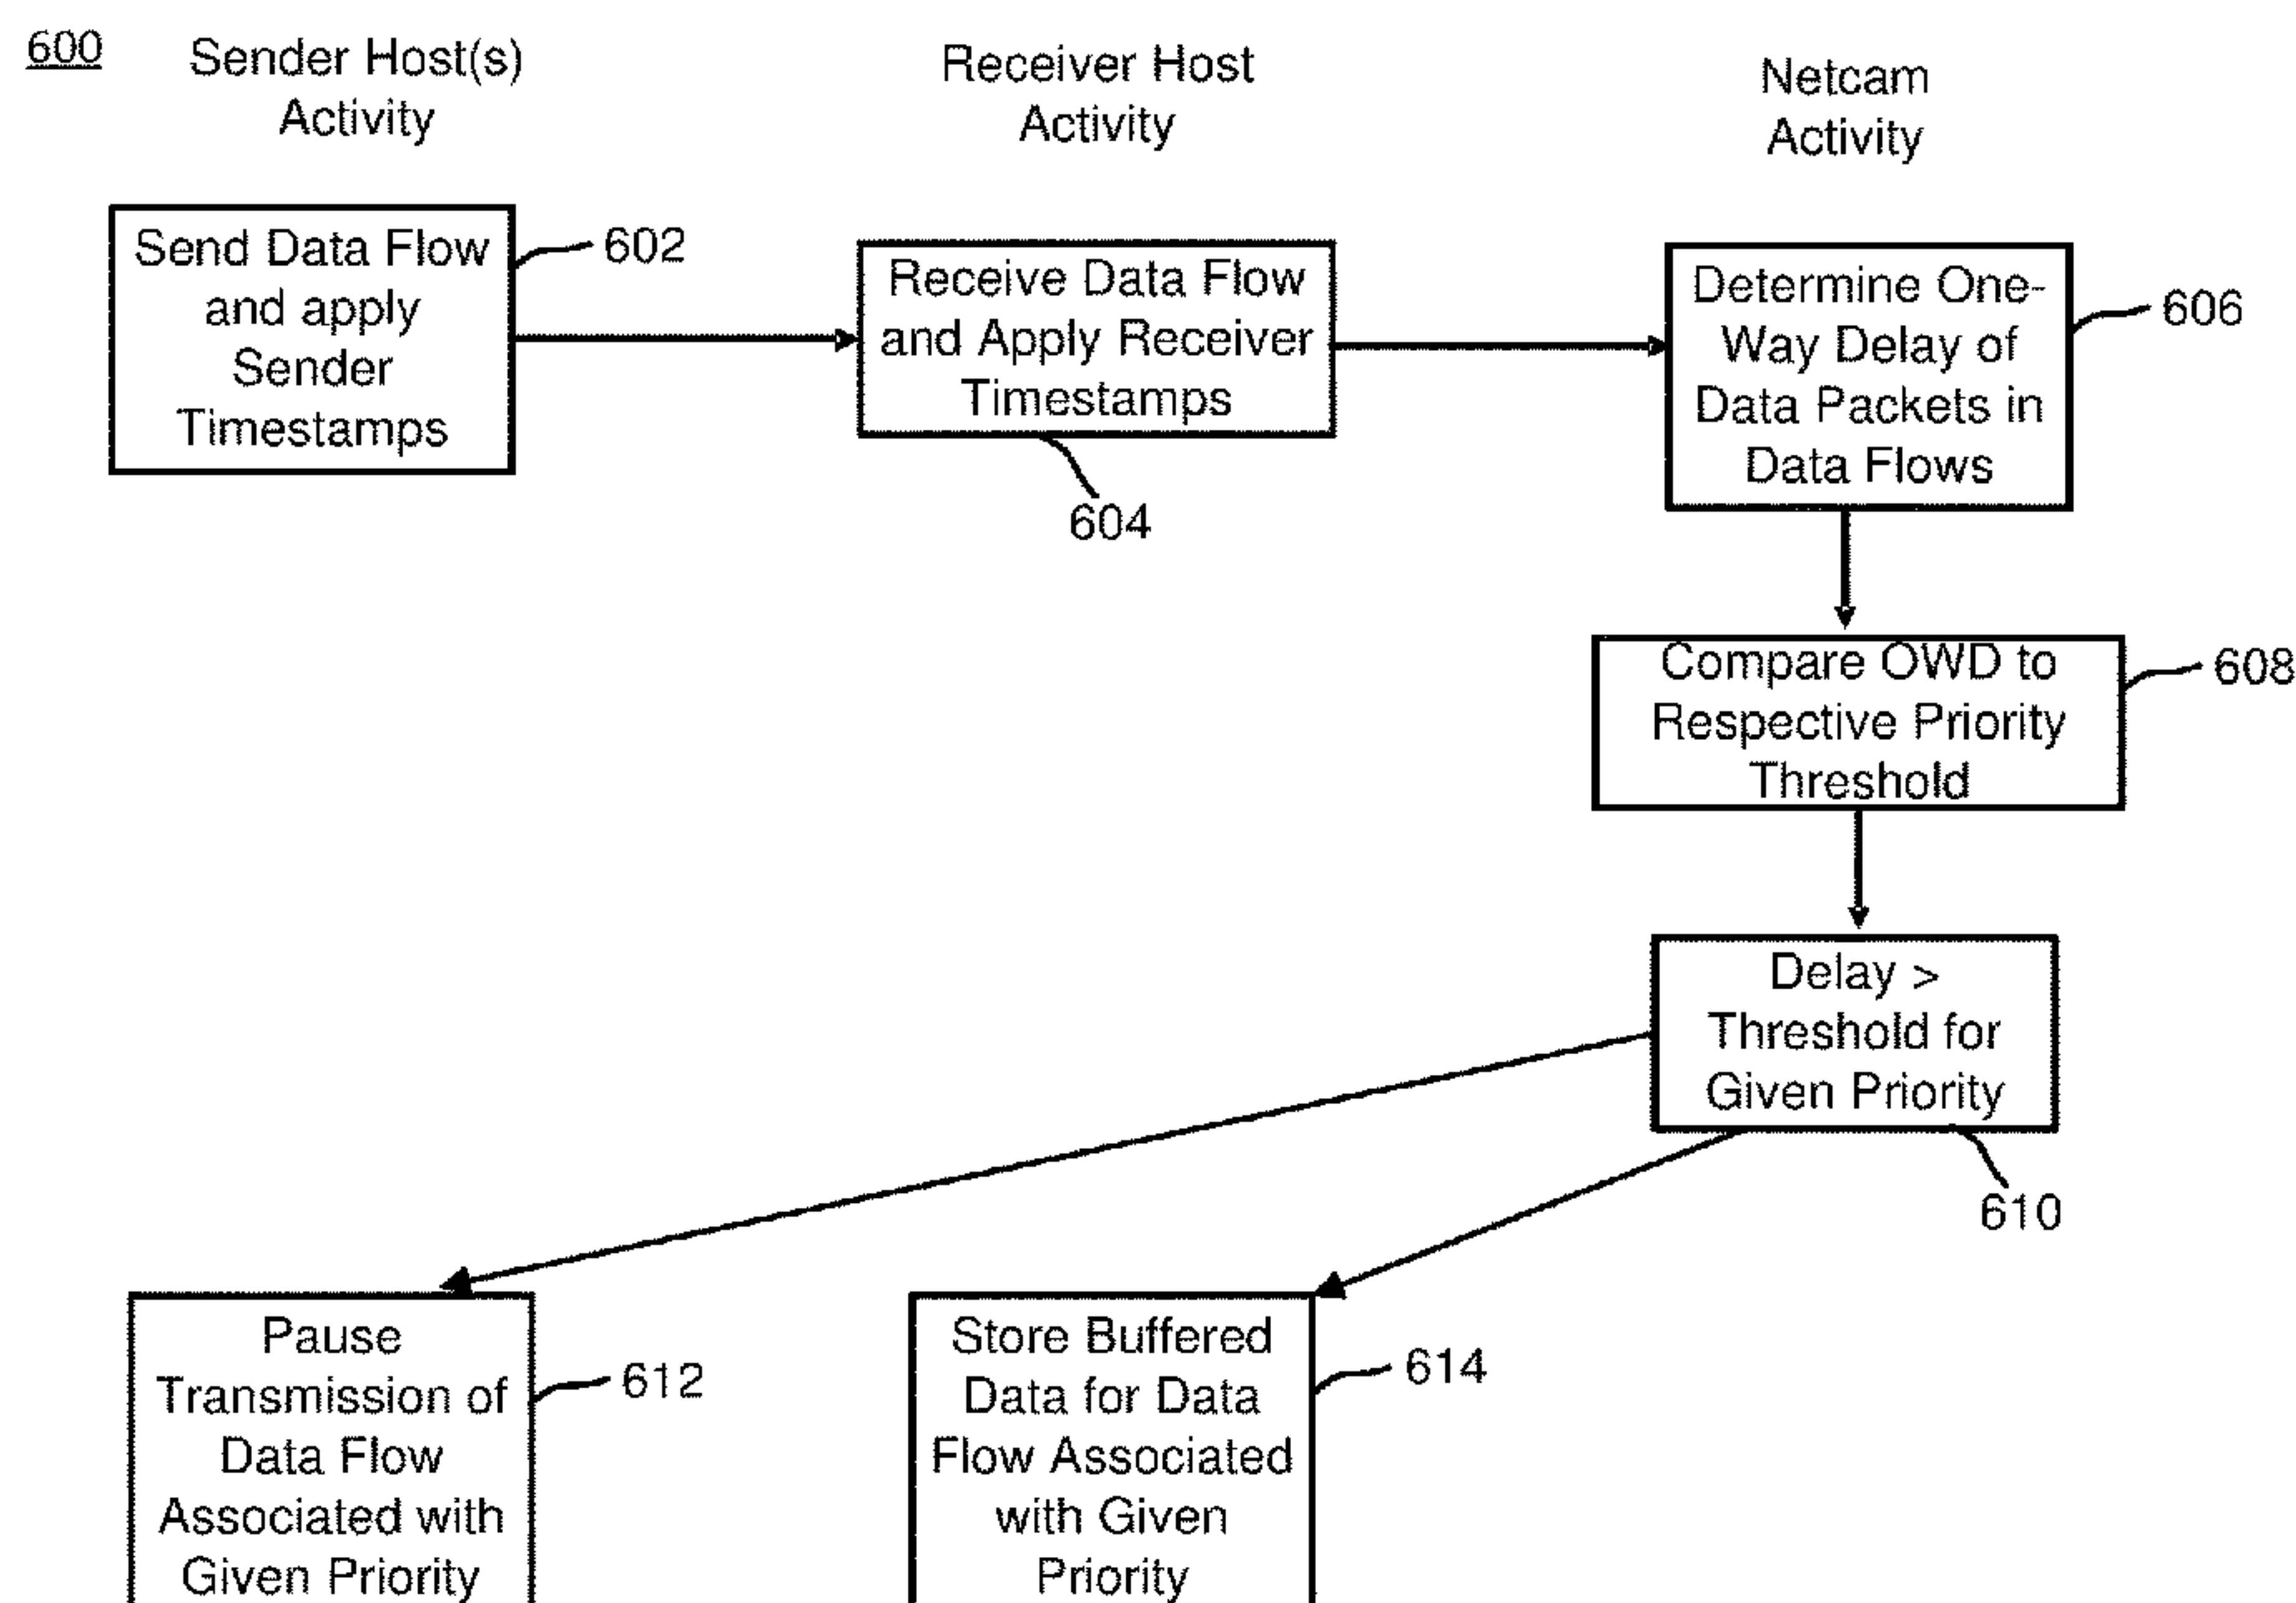 600
Sender Host(s)
Activity
Receiver Host
Activity
Netcam
Activity
Send Data Flow
and apply
Sender
Timestamps
602
Receive Data Flow
and Apply Receiver
Timestamps
604
Determine One-
Way Delay of
Data Packets in
Data Flows
606
Compare OWD to
Respective Priority
Threshold
608
Delay >
Threshold for
Given Priority
610
Pause
Transmission of
Data Flow
Associated with
Given Priority
612
Store Buffered
Data for Data
Flow Associated
with Given
Priority
614